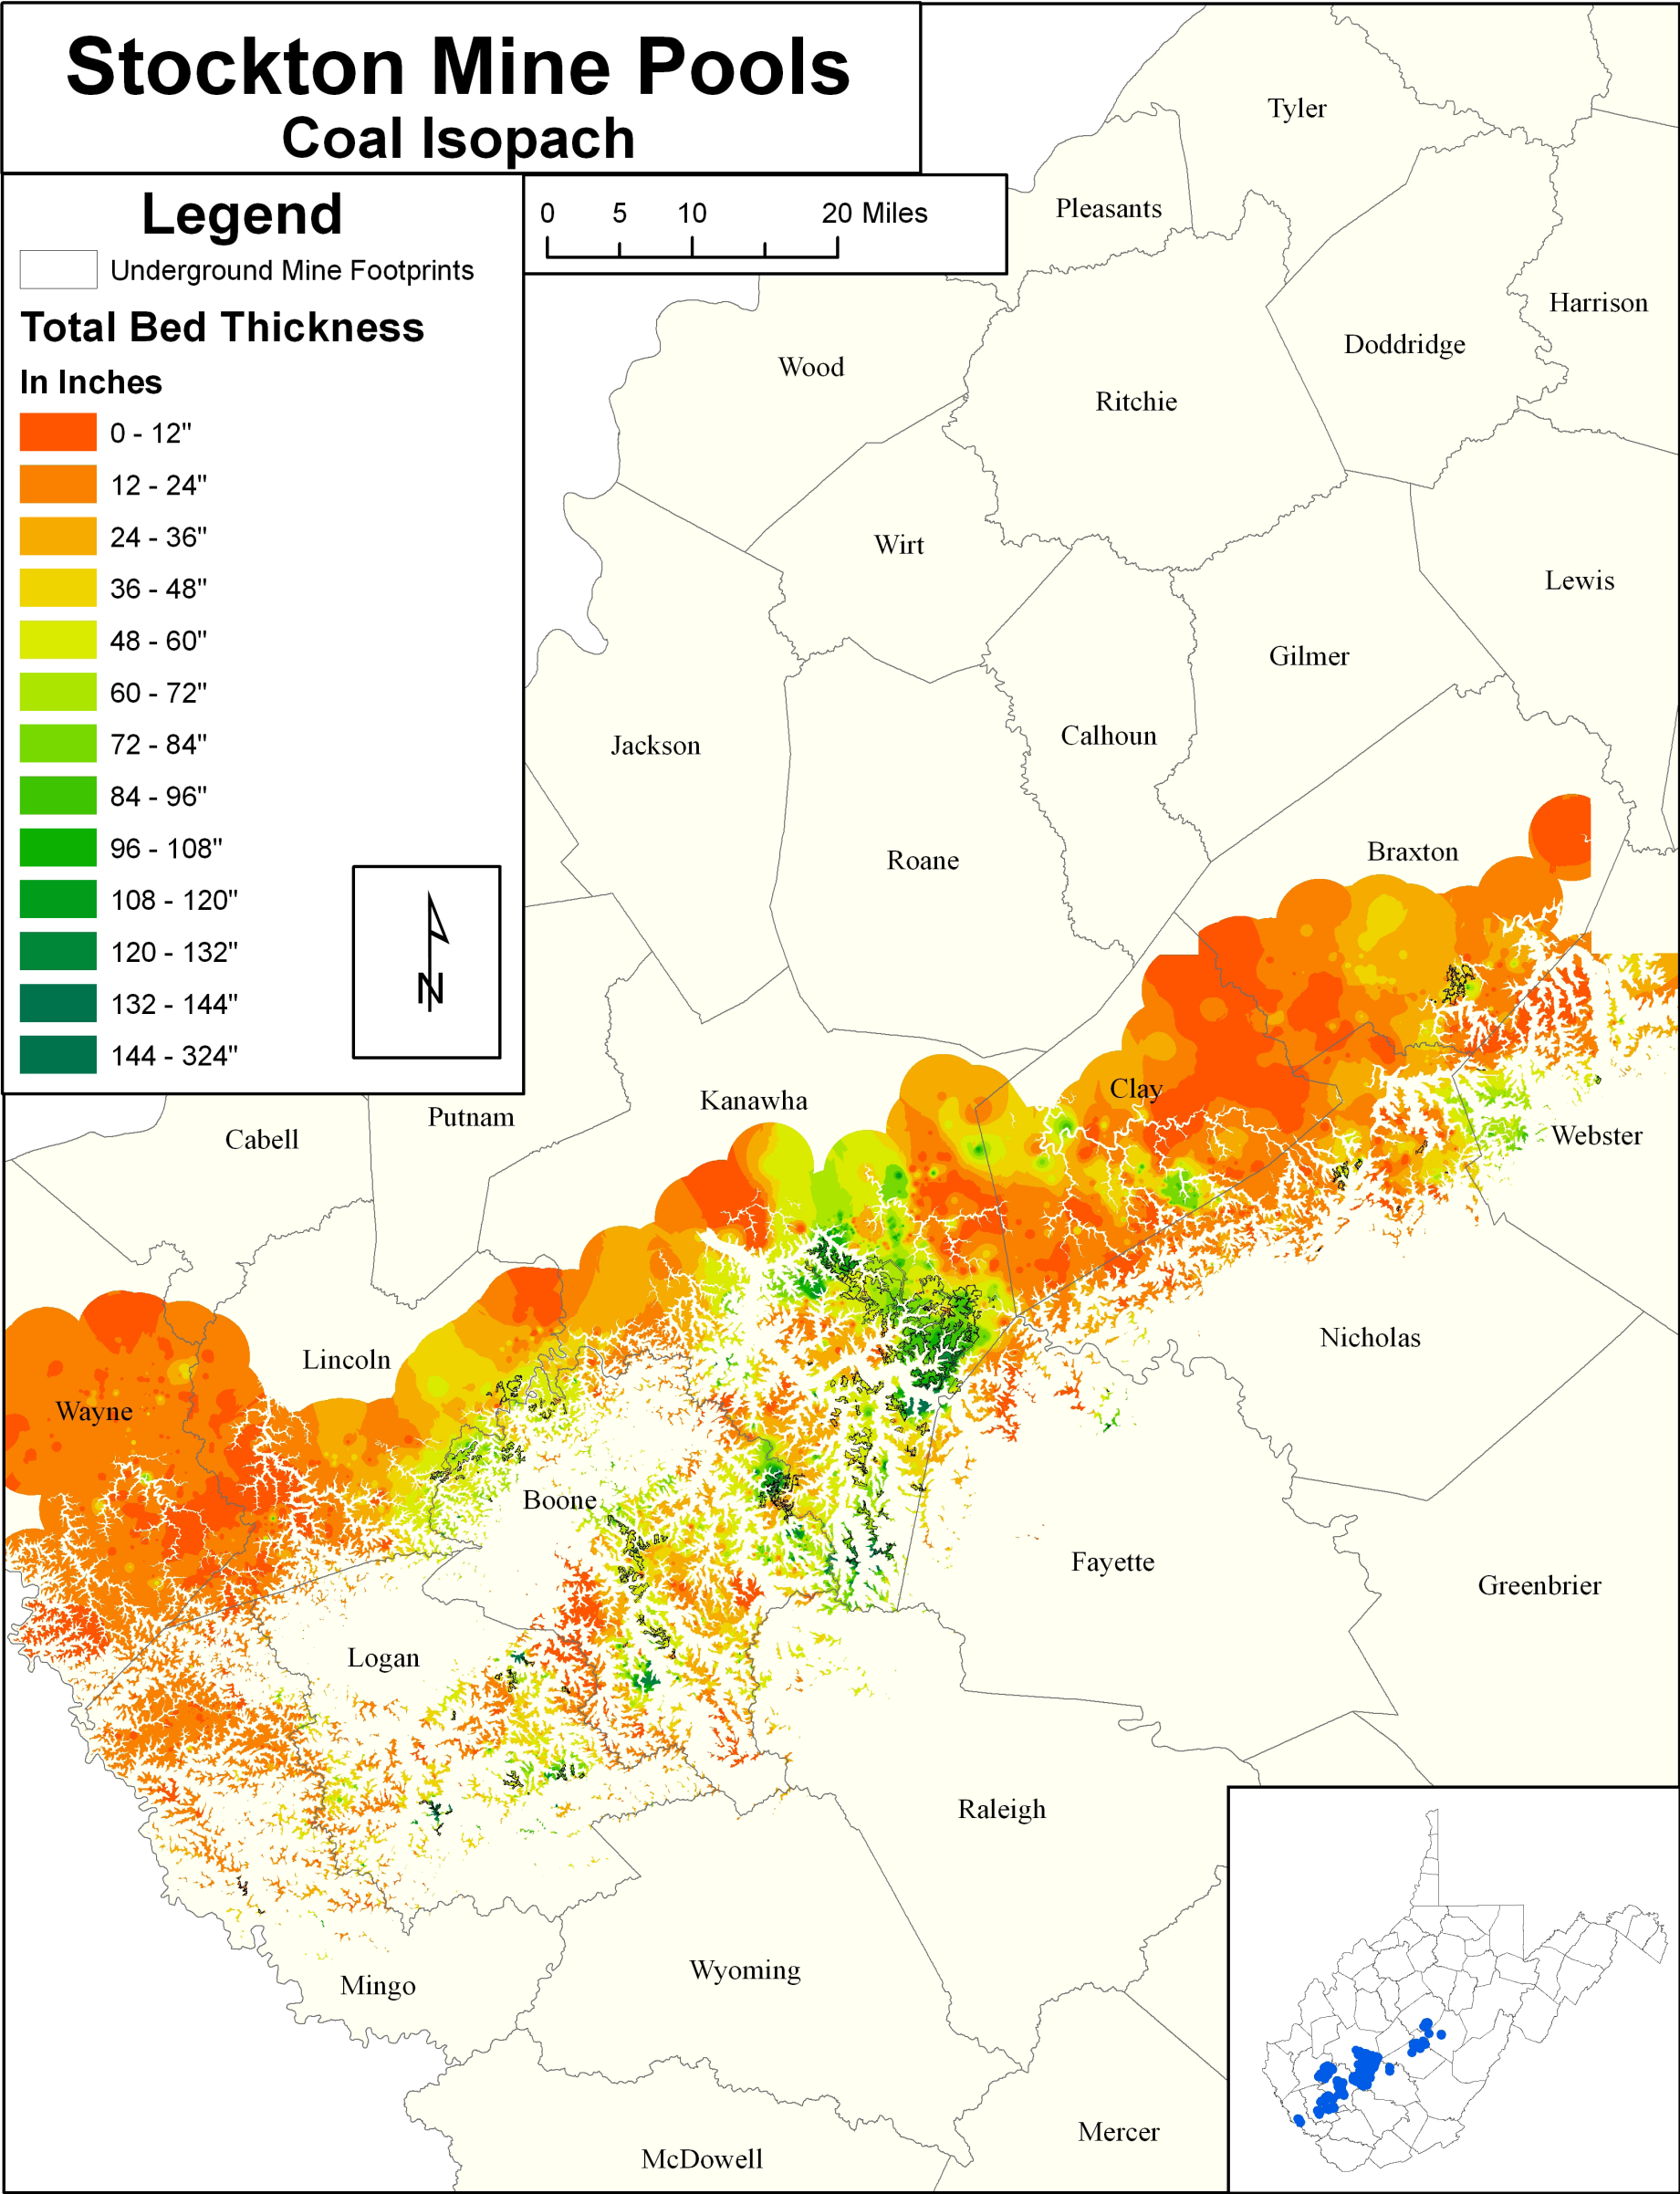 Stockton Mine Pools
Coal Isopach
Legend
Underground Mine Footprints
Total Bed Thickness
In Inches
0 - 12"
12 - 24"
24 - 36"
36 - 48"
48 - 60"
60 - 72"
72 - 84"
84 - 96"
96 - 108"
108 - 120"
120 - 132"
132 - 144"
144 - 324"
N
0 5 10 20 Miles
Tyler
Pleasants
Harrison
Doddridge
Wood
Ritchie
Wirt
Lewis
Gilmer
Calhoun
Jackson
Braxton
Roane
Clay
Kanawha
Putnam
Cabell
Webster
Nicholas
Lincoln
Wayne
Boone
Fayette
Greenbrier
Logan
Raleigh
Wyoming
Mingo
Mercer
McDowell